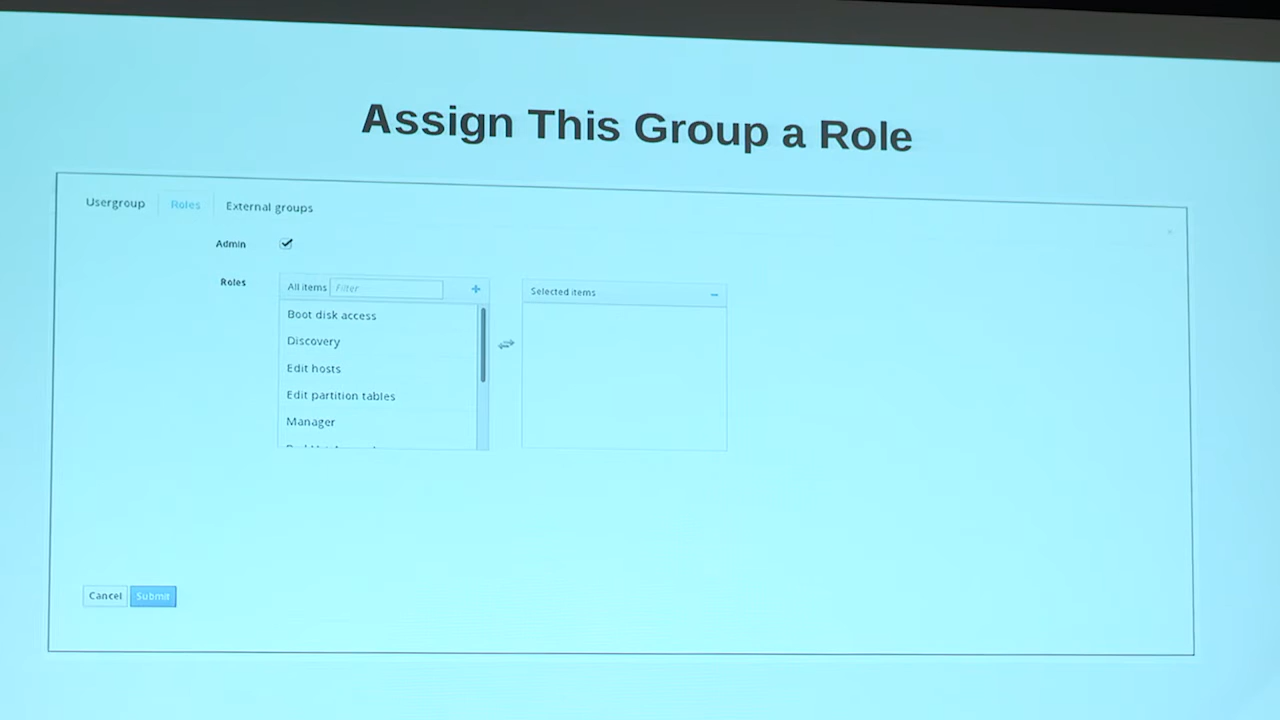 Assign This Group a Role
Usergroup Roles External groups
Admin
Roles
All items Filter
Selected items
Boot disk access
Discovery
Edit hosts
Edit partition tables
Manager
Cancel Submit